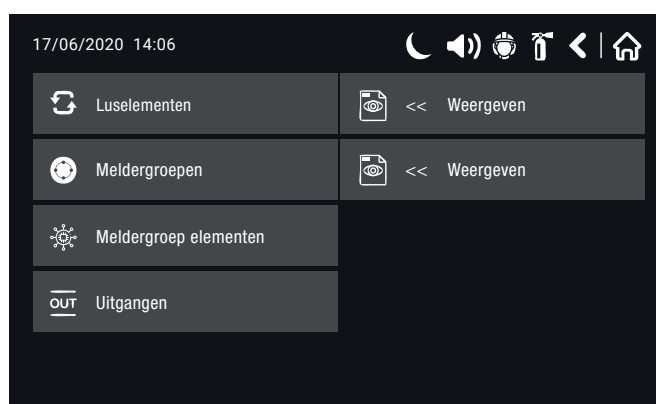 17/06/2020 14:06
Luselementen << Weergeven
Meldergroepen << Weergeven
Meldergroep elementen
OUT Uitgangen